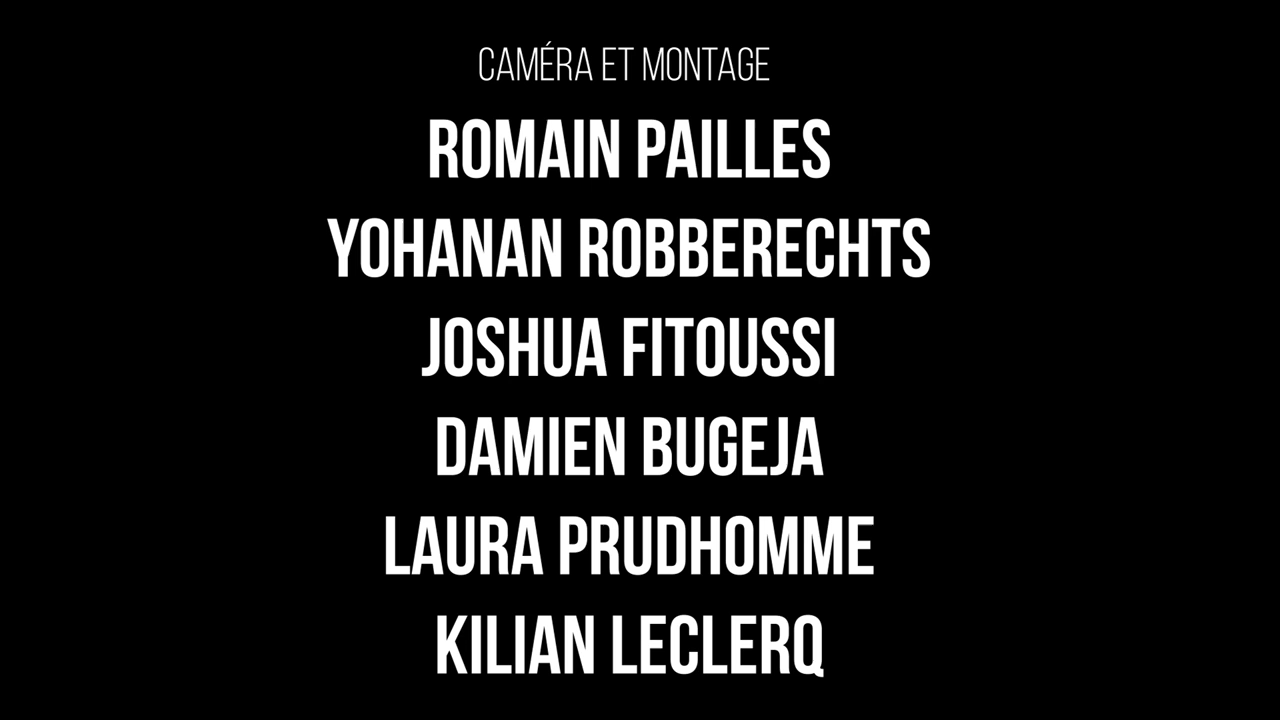 CAMÉRA ET MONTAGE
ROMAIN PAILLES
YOHANAN ROBBERECHTS
JOSHUA FITOUSSI
DAMIEN BUGEJA
LAURA PRUDHOMME
KILIAN LECLERQ